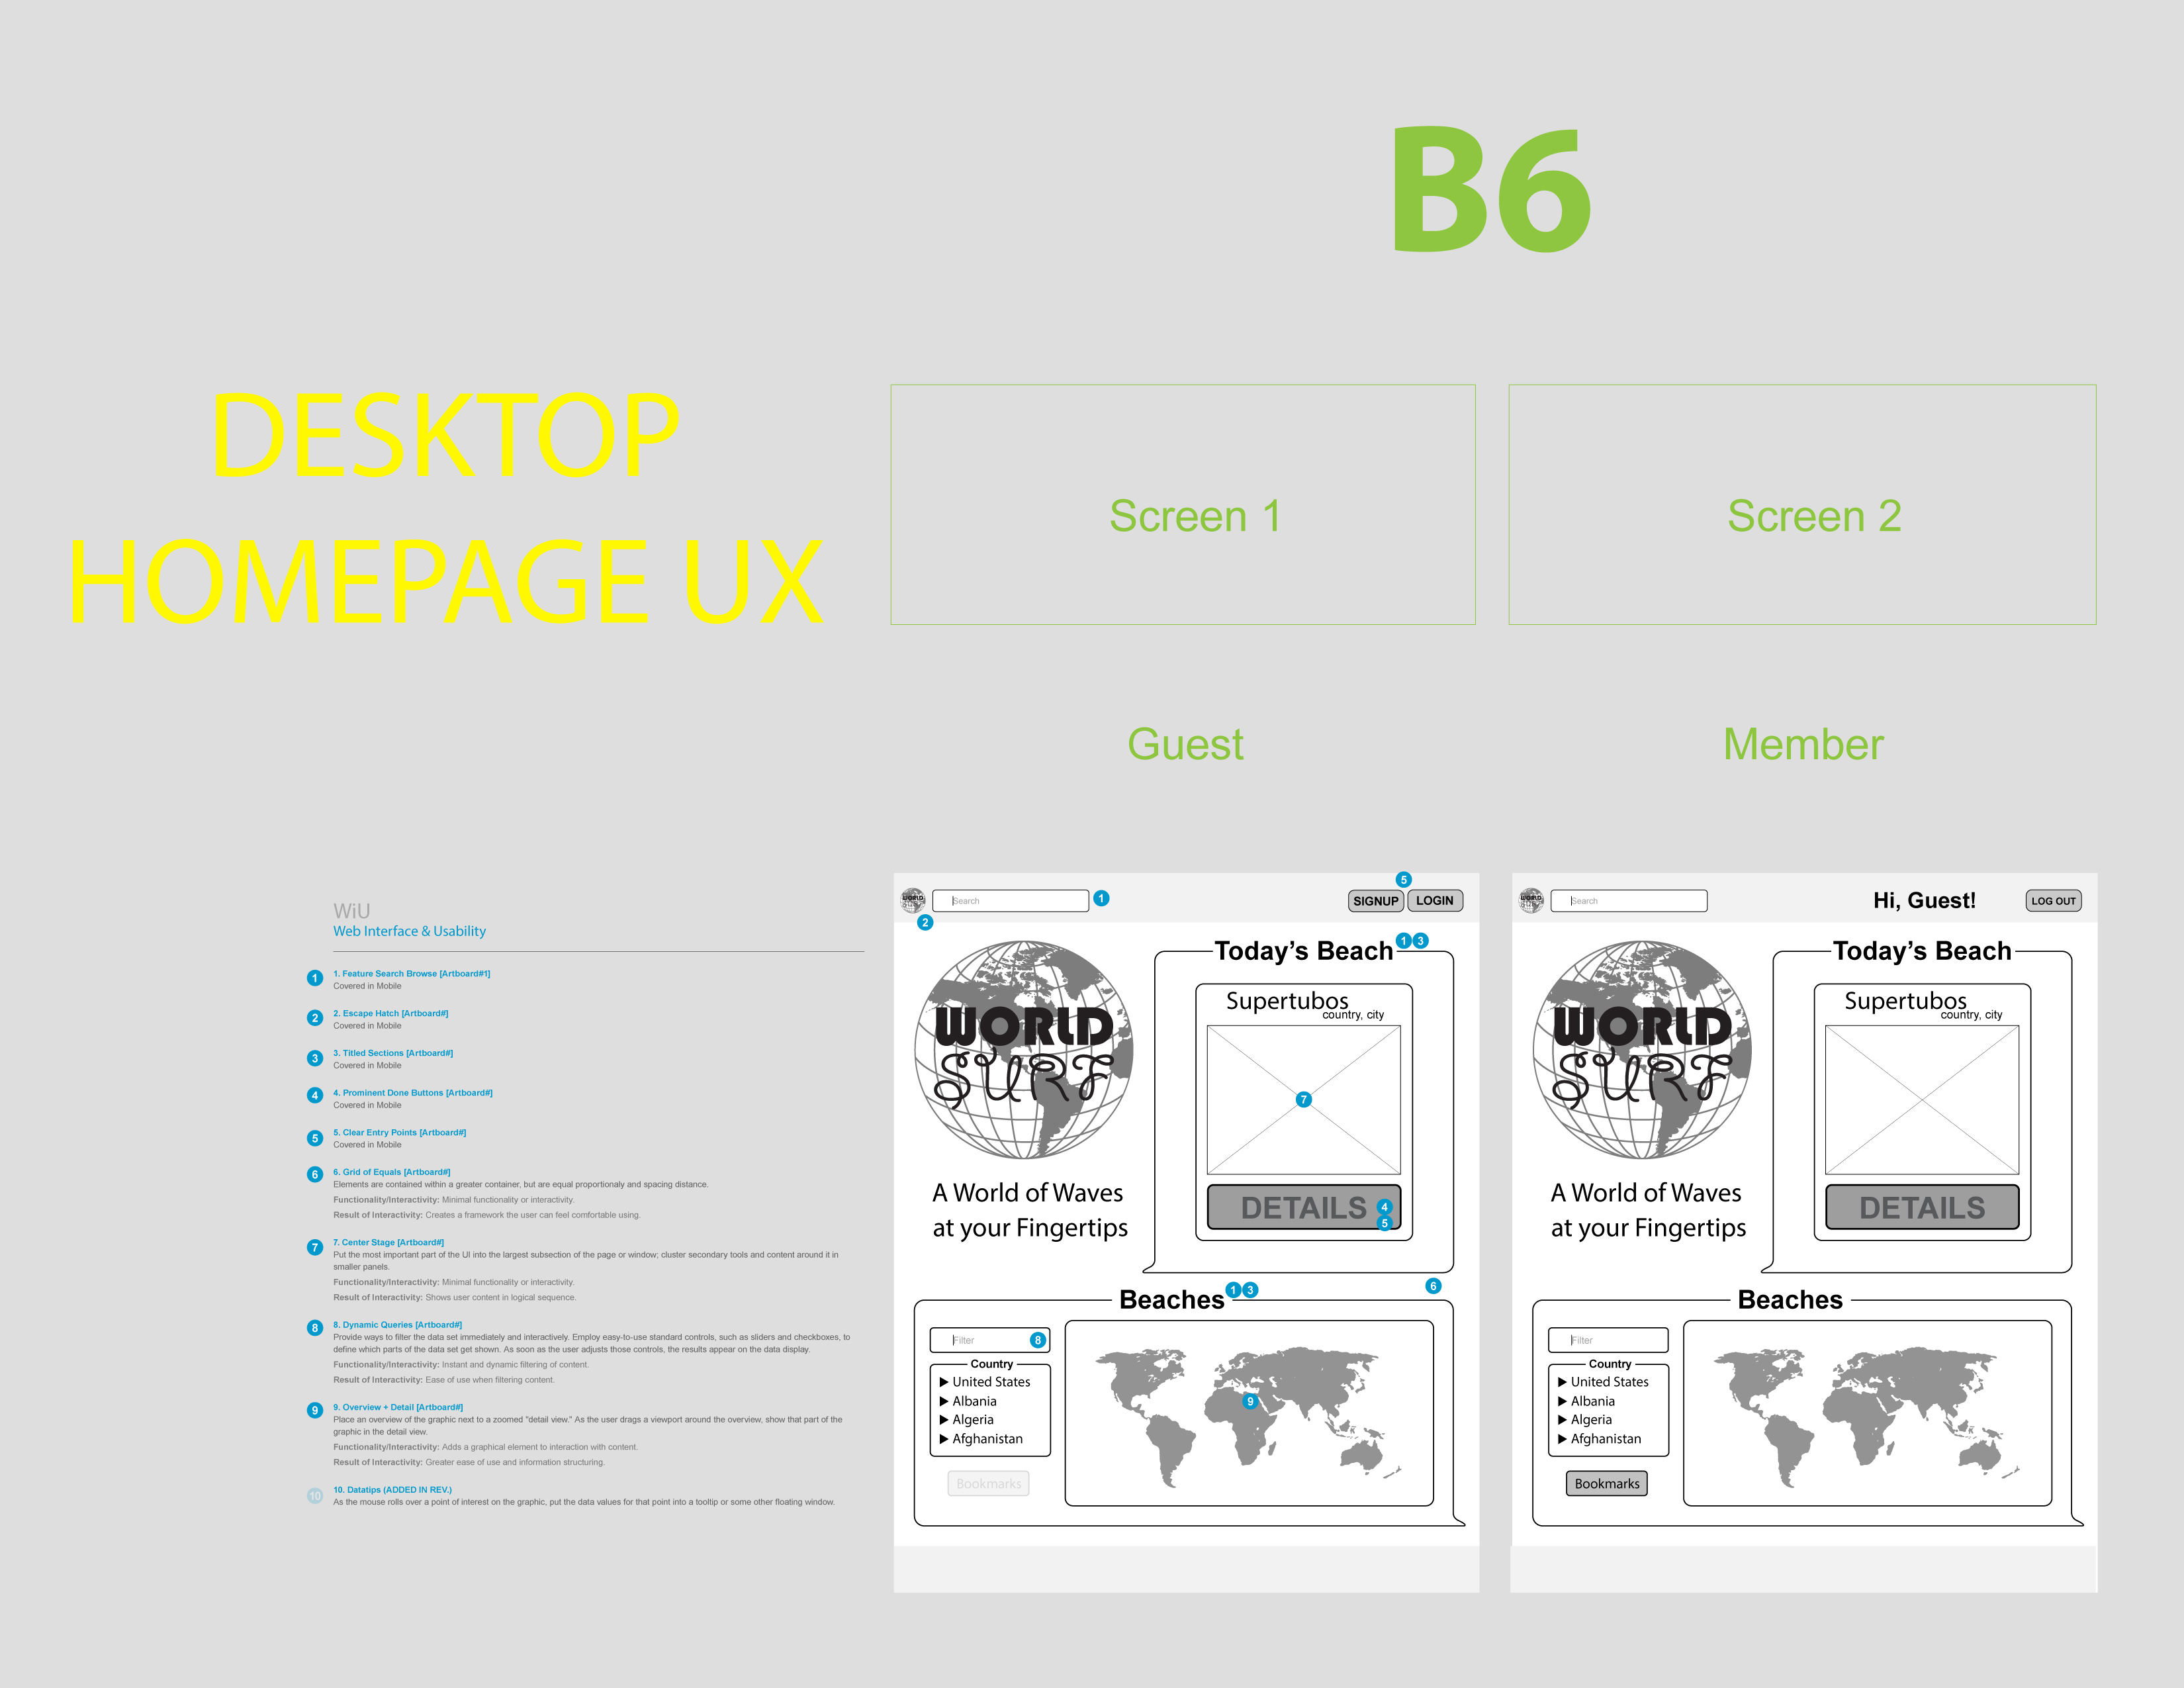 B6
DESKTOP
HOMEPAGE UX
Screen 1
Screen 2
Guest
Member
WiU
Web Interface & Usability
1
1. Feature Search Browse [Artboard#1]
Covered in Mobile
2
2. Escape Hatch [Artboard#]
Covered in Mobile
3
3. Titled Sections [Artboard#]
Covered in Mobile
4
4. Prominent Done Buttons [Artboard#]
Covered in Mobile
5
5. Clear Entry Points [Artboard#]
Covered in Mobile
6
6. Grid of Equals [Artboard#]
Elements are contained within a greater container, but are equal proportionaly and spacing distance.
Functionality/Interactivity: Minimal functionality or interactivity.
Result of Interactivity: Creates a framework the user can feel comfortable using.
7
7. Center Stage [Artboard#]
Put the most important part of the UI into the largest subsection of the page or window; cluster secondary tools and content around it in
smaller panels.
Functionality/Interactivity: Minimal functionality or interactivity.
Result of Interactivity: Shows user content in logical sequence.
8
8. Dynamic Queries [Artboard#]
Provide ways to filter the data set immediately and interactively. Employ easy-to-use standard controls, such as sliders and checkboxes, to
define which parts of the data set get shown. As soon as the user adjusts those controls, the results appear on the data display.
Functionality/Interactivity: Instant and dynamic filtering of content.
Result of Interactivity: Ease of use when filtering content.
9
9. Overview + Detail [Artboard#]
Place an overview of the graphic next to a zoomed "detail view." As the user drags a viewport around the overview, show that part of the
graphic in the detail view.
Functionality/Interactivity: Adds a graphical element to interaction with content.
Result of Interactivity: Greater ease of use and information structuring.
10
10. Datatips (ADDED IN REV.)
As the mouse rolls over a point of interest on the graphic, put the data values for that point into a tooltip or some other floating window.
WORLD
SURF
Search
1
2
5
SIGNUP
LOGIN
WORLD
SURF
A World of Waves
at your Fingertips
Today's Beach
1 3
Supertubos
country, city
7
DETAILS
4
5
6
Beaches
1 3
Filter
8
Country
United States
Albania
Algeria
Afghanistan
Bookmarks
9
WORLD
SURF
Search
Hi, Guest!
LOG OUT
WORLD
SURF
A World of Waves
at your Fingertips
Today's Beach
Supertubos
country, city
DETAILS
Beaches
Filter
Country
United States
Albania
Algeria
Afghanistan
Bookmarks